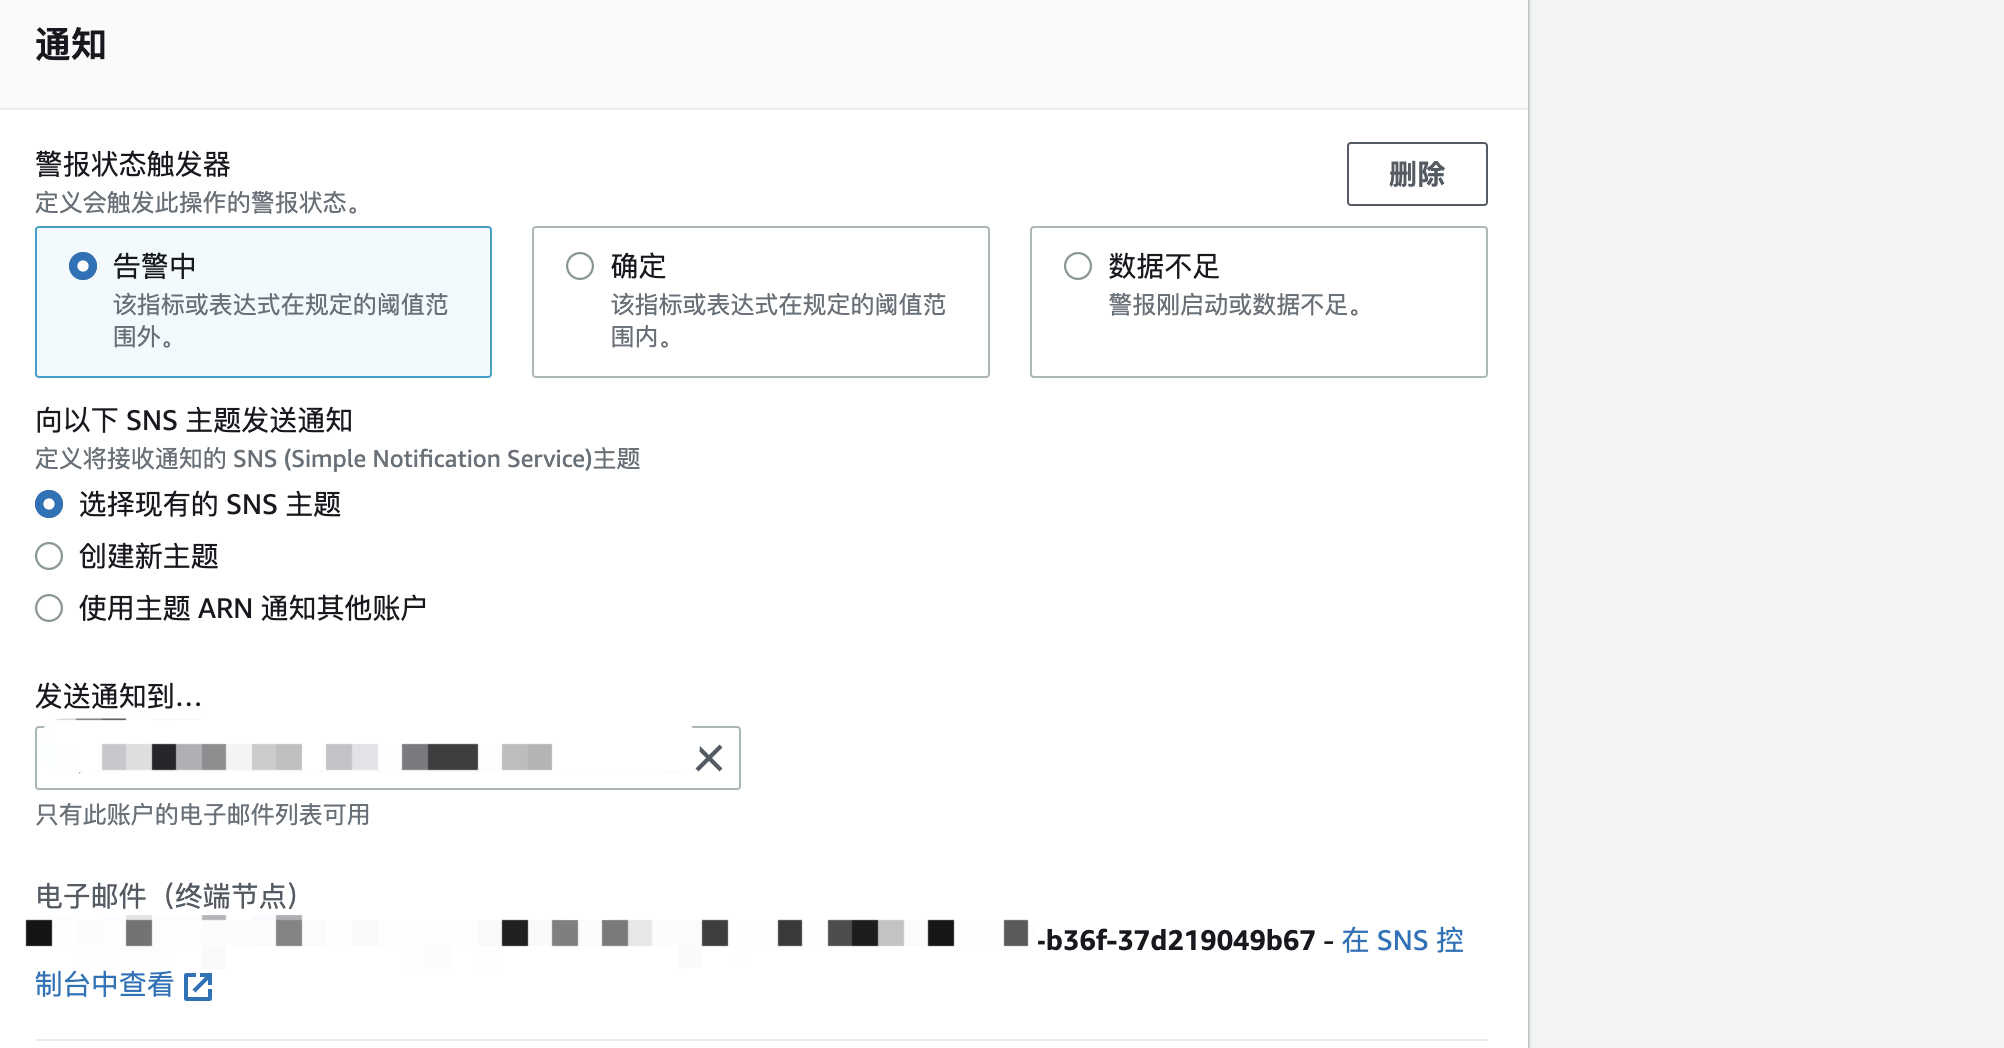 通知
警报状态触发器
定义会触发此操作的警报状态。
删除
告警中
该指标或表达式在规定的阈值范
围外。
确定
该指标或表达式在规定的阈值范
围内。
数据不足
警报刚启动或数据不足。
向以下 SNS 主题发送通知
定义将接收通知的 SNS (Simple Notification Service)主题
选择现有的 SNS 主题
创建新主题
使用主题 ARN 通知其他账户
发送通知到...
只有此账户的电子邮件列表可用
电子邮件（终端节点）
-b36f-37d219049b67 - 在 SNS 控
制台中查看